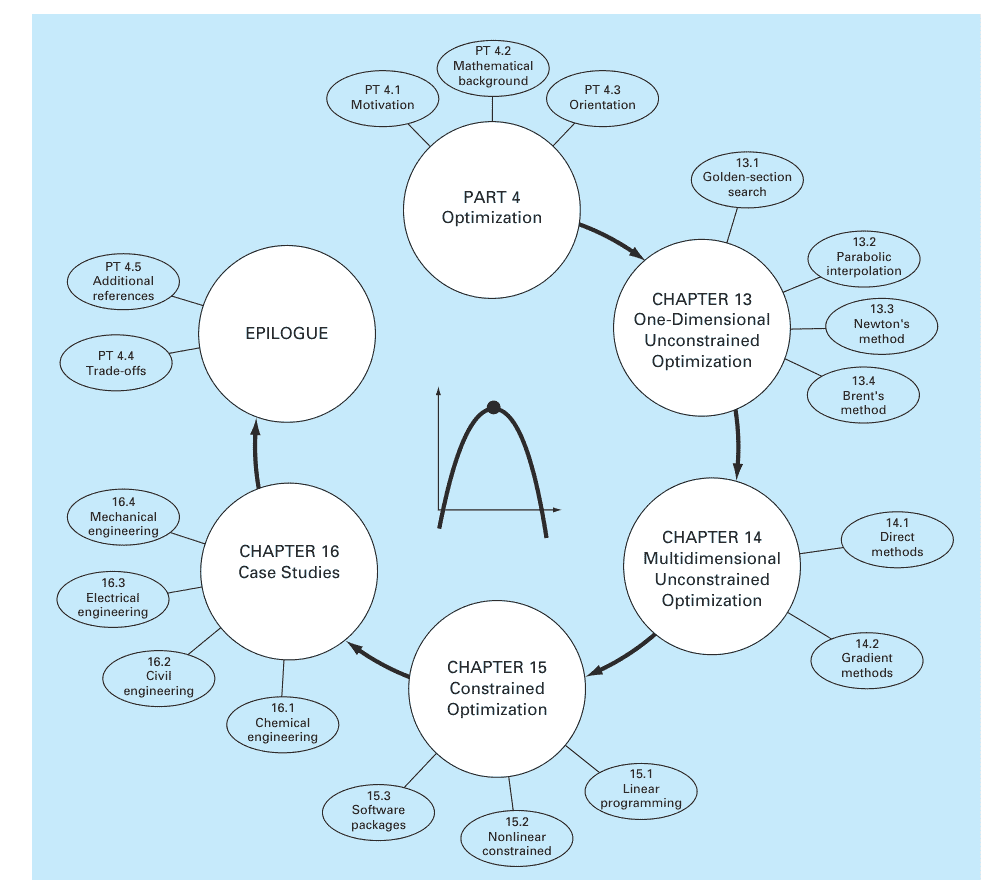 PT 4.1
Motivation
PT 4.2
Mathematical
background
PT 4.3
Orientation
PART 4
Optimization
13.1
Golden-section
search
13.2
Parabolic
interpolation
13.3
Newton's
method
13.4
Brent's
method
CHAPTER 13
One-Dimensional
Unconstrained
Optimization
14.1
Direct
methods
14.2
Gradient
methods
CHAPTER 14
Multidimensional
Unconstrained
Optimization
15.1
Linear
programming
15.2
Nonlinear
constrained
15.3
Software
packages
CHAPTER 15
Constrained
Optimization
16.1
Chemical
engineering
16.2
Civil
engineering
16.3
Electrical
engineering
16.4
Mechanical
engineering
CHAPTER 16
Case Studies
PT 4.4
Trade-offs
PT 4.5
Additional
references
EPILOGUE